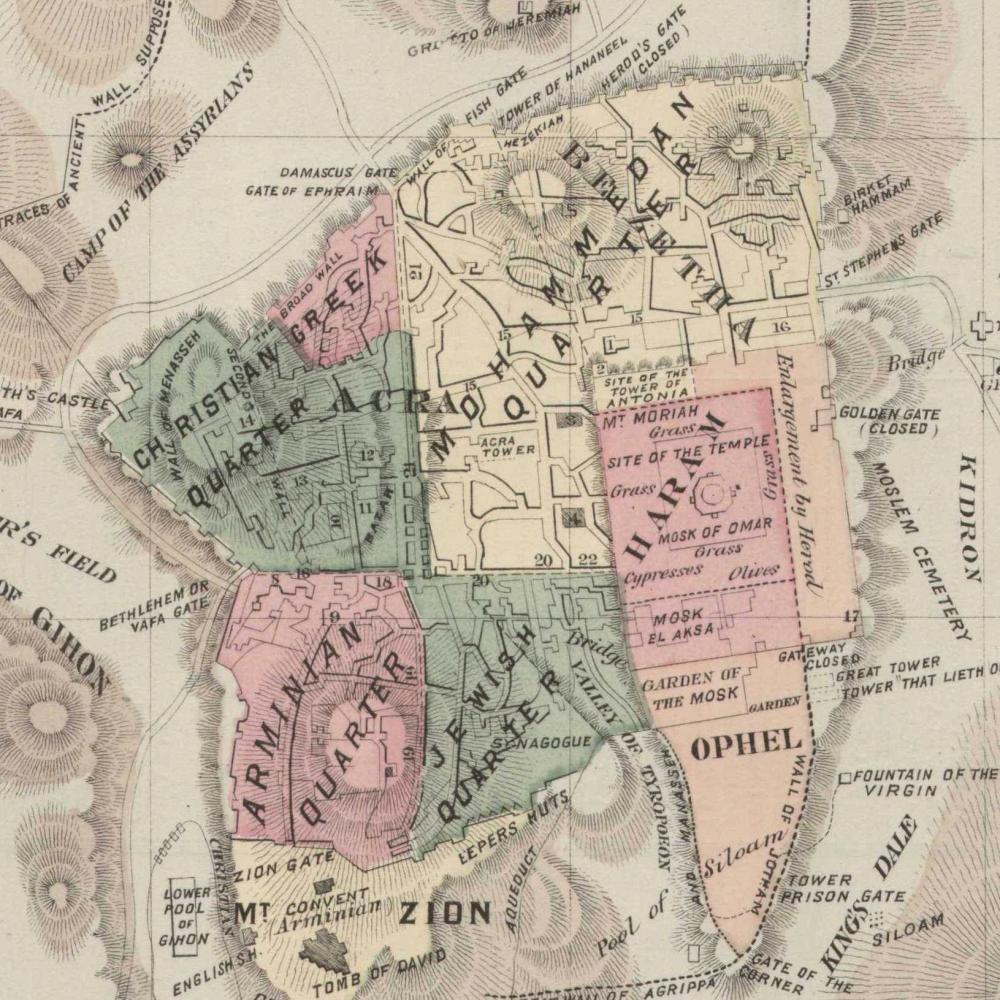 GROTTO OF JEREMIAH
SUPPOSE
WALL
ANCIENT
TRACES OF
CAMP OF THE ASSYRIANS
FISH GATE
TOWER OF HANANEEL
HEROD'S GATE
(CLOSED)
DAMASCUS GATE
GATE OF EPHRAIM
WALL OF HEZEKIAH
BEZETHA
MOHAMMEDAN
QUARTER
BIRKET
HAMMAM
ST STEPHEN'S GATE
Bridge
THE BROAD WALL
GREEK
21
15
15
15
1
16
2
SITE OF THE
TOWER OF
ANTONIA
TH'S CASTLE
AFA
WALL OF MENASSEH
SECOND
WALL
CHRISTIAN
QUARTER
14
13
12
11
10
ACRA
ACRA
TOWER
21
MT MORIAH
Grass
SITE OF THE TEMPLE
Grass
Grass
HARAM
MOSK OF OMAR
Grass
Cypresses
Olives
Enlargement by Herod
GOLDEN GATE
(CLOSED)
MOSLEM CEMETERY
KIDRON
R'S FIELD
OF GIHON
BETHLEHEM OR
YAFA GATE
8
18
20
20
22
9
ARMINIAN
QUARTER
19
JEWISH
QUARTER
SYNAGOGUE
Bridge
VALLEY OF TYROPOEON
MOSK
EL AKSA
17
GATEWAY
CLOSED
GREAT TOWER
TOWER "THAT LIETH O
GARDEN OF
THE MOSK
GARDEN
OPHEL
WALL OF JOTHAM
FOUNTAIN OF THE
VIRGIN
AND MANASSEH
Pool of Siloam
LEPERS HUTS
ZION GATE
AQUEDUCT
LOWER
POOL
OF
GIHON
CHRISTIAN
MT ZION
CONVENT
Arminian
TOMB OF DAVID
ENGLISH SH.
TOWER
PRISON GATE
KING'S DALE
SILOAM
GATE OF THE
CORNER
WALL OF AGRIPPA